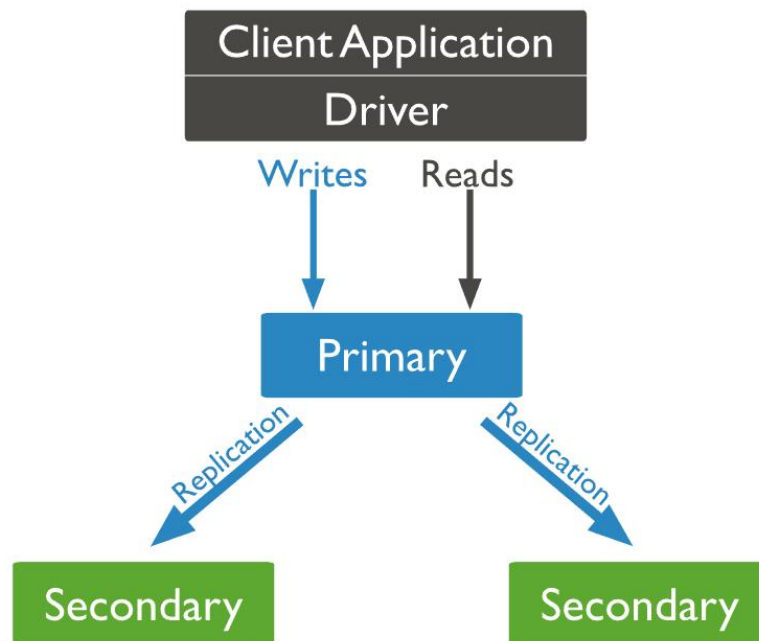 Client Application
Driver
Writes Reads
Primary
Replication Replication
Secondary Secondary